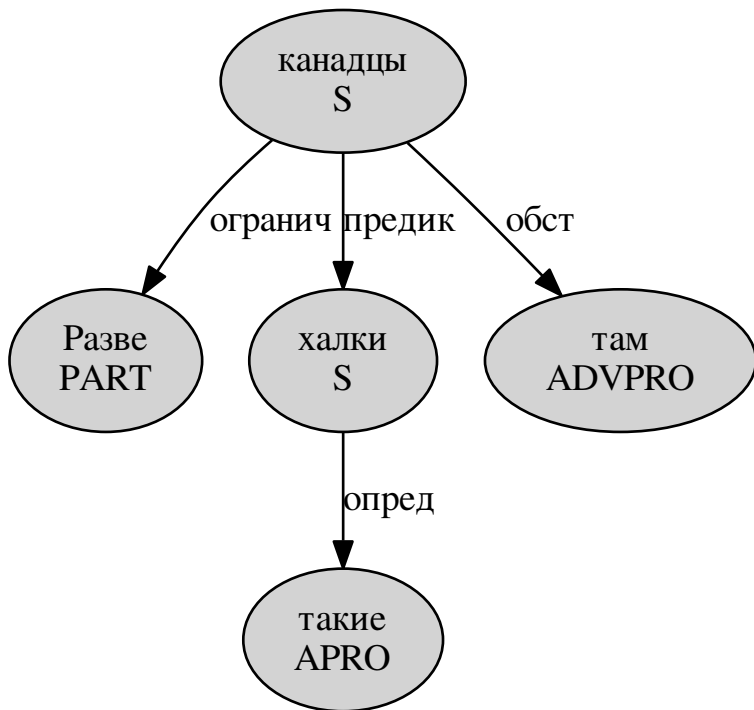 канадцы
S
огранич
предик
обст
Разве
PART
халки
S
там
ADVPRO
опред
такие
APRO